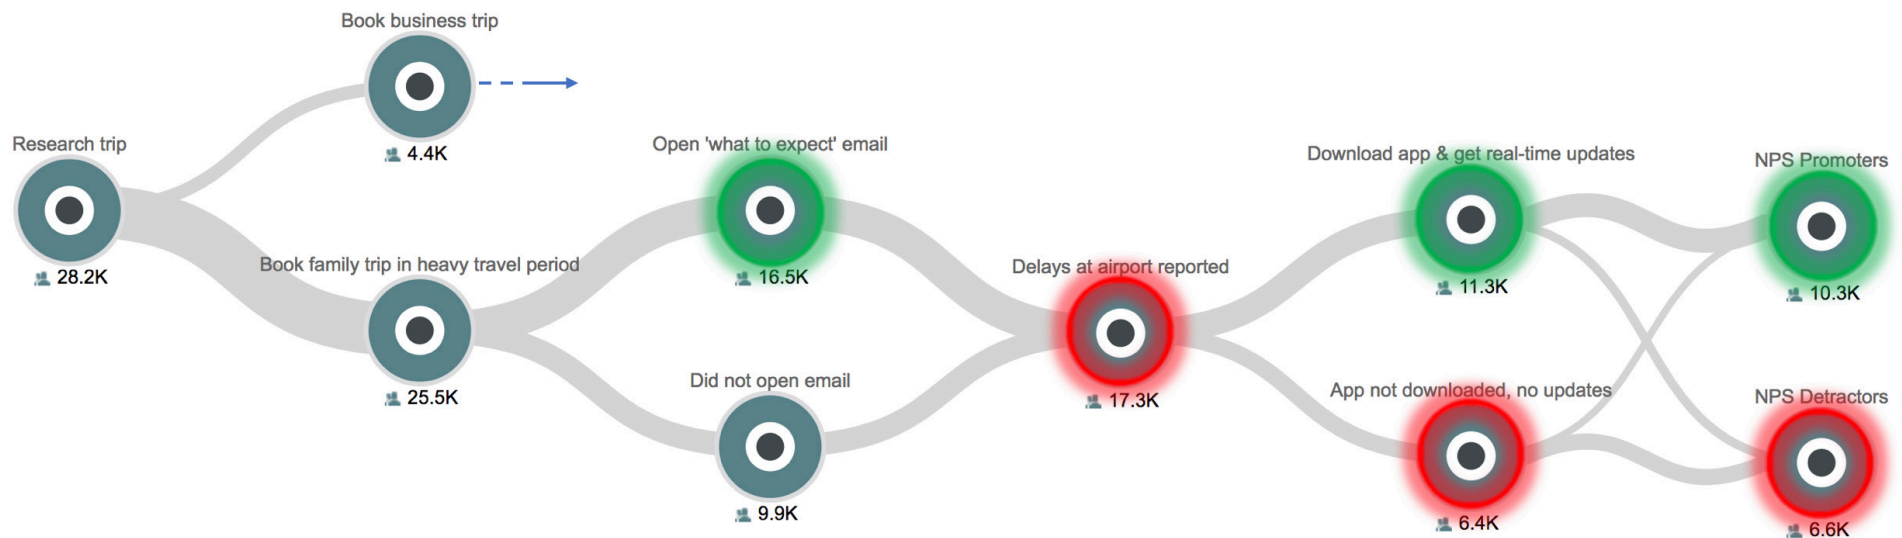 Book business trip
4.4K
Research trip
28.2K
Book family trip in heavy travel period
25.5K
Open 'what to expect' email
16.5K
Did not open email
9.9K
Delays at airport reported
17.3K
Download app & get real-time updates
11.3K
App not downloaded, no updates
6.4K
NPS Promoters
10.3K
NPS Detractors
6.6K